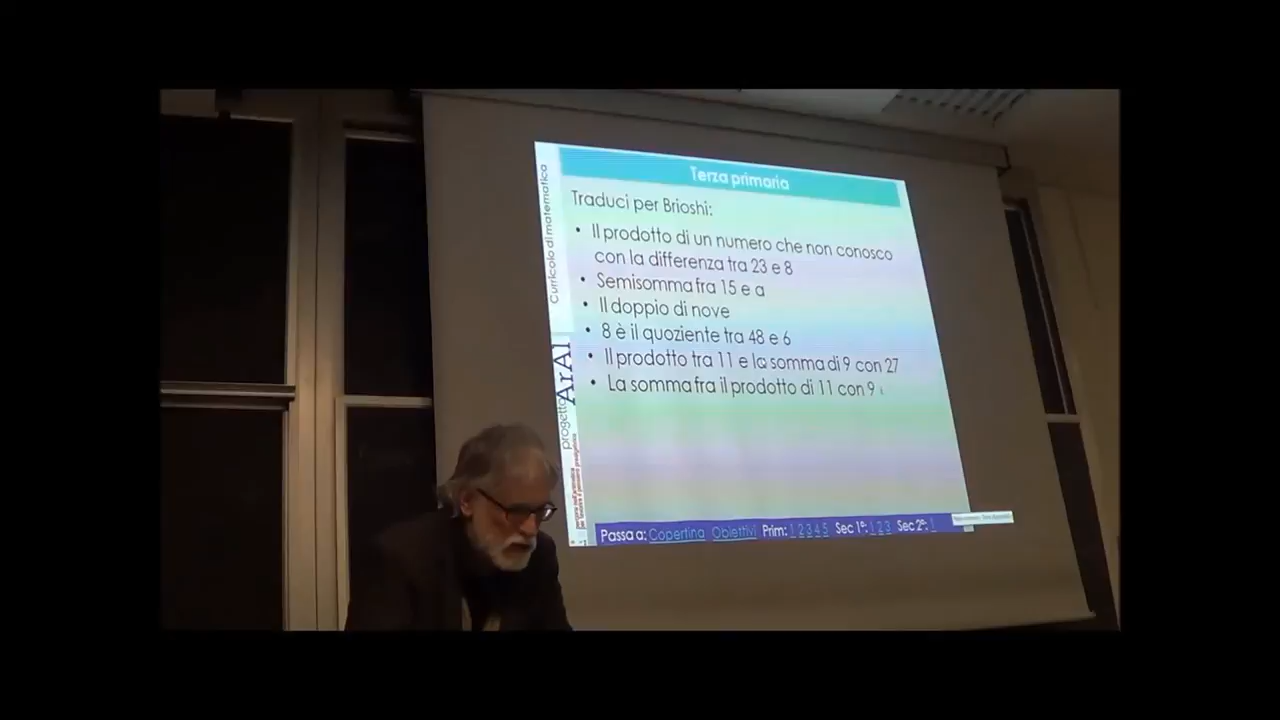 Terza primaria
Curricolo di matematica
Traduci per Brioshi:
• Il prodotto di un numero che non conosco
con la differenza tra 23 e 8
• Semisomma fra 15 e a
• Il doppio di nove
• 8 è il quoziente tra 48 e 6
• Il prodotto tra 11 e la somma di 9 con 27
• La somma fra il prodotto di 11 con 9
progetto ArAl
Passa a: Copertina Obiettivi Prim: 1 2 3 4 5 Sec 1°: 1 2 3 Sec 2°: 1